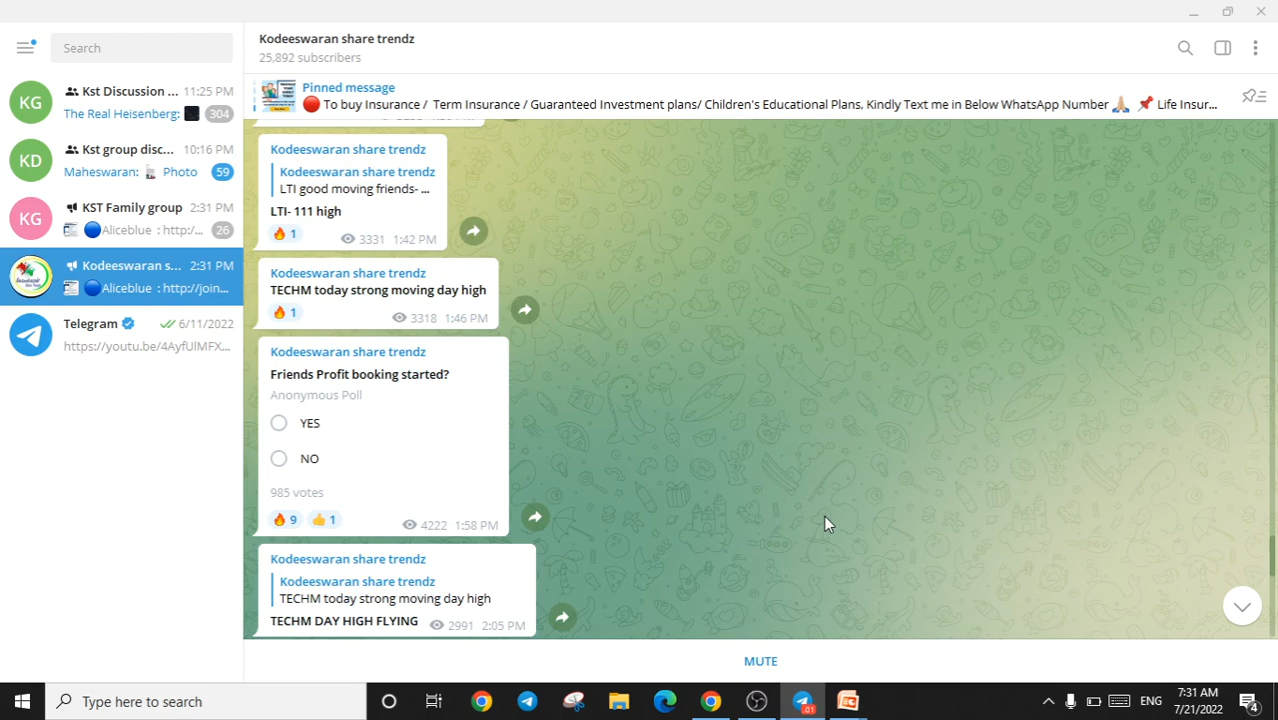 Search
KG
Kst Discussion ... 11:25 PM
The Real Heisenberg: 304
KD
Kst group disc... 10:16 PM
Maheswaran: Photo 59
KG
KST Family group 2:31 PM
🔵Aliceblue : http:/... 26
Kodeeswaran s... 2:31 PM
🔵Aliceblue : http://join...
Telegram 6/11/2022
https://youtu.be/4AyfUlMFX...
Kodeeswaran share trendz
25,892 subscribers
Pinned message
🔴 To buy Insurance / Term Insurance / Guaranteed Investment plans / Children's Educational Plans, Kindly Text me in Below WhatsApp Number 🙏🏼 📌 Life Insur...
Kodeeswaran share trendz
Kodeeswaran share trendz
LTI good moving friends- ...
LTI- 111 high
🔥 1 3331 1:42 PM
Kodeeswaran share trendz
TECHM today strong moving day high
🔥 1 3318 1:46 PM
Kodeeswaran share trendz
Friends Profit booking started?
Anonymous Poll
YES
NO
985 votes
🔥 9 👍 1 4222 1:58 PM
Kodeeswaran share trendz
Kodeeswaran share trendz
TECHM today strong moving day high
TECHM DAY HIGH FLYING 2991 2:05 PM
MUTE
Type here to search
.01
ENG
7:31 AM
7/21/2022
4